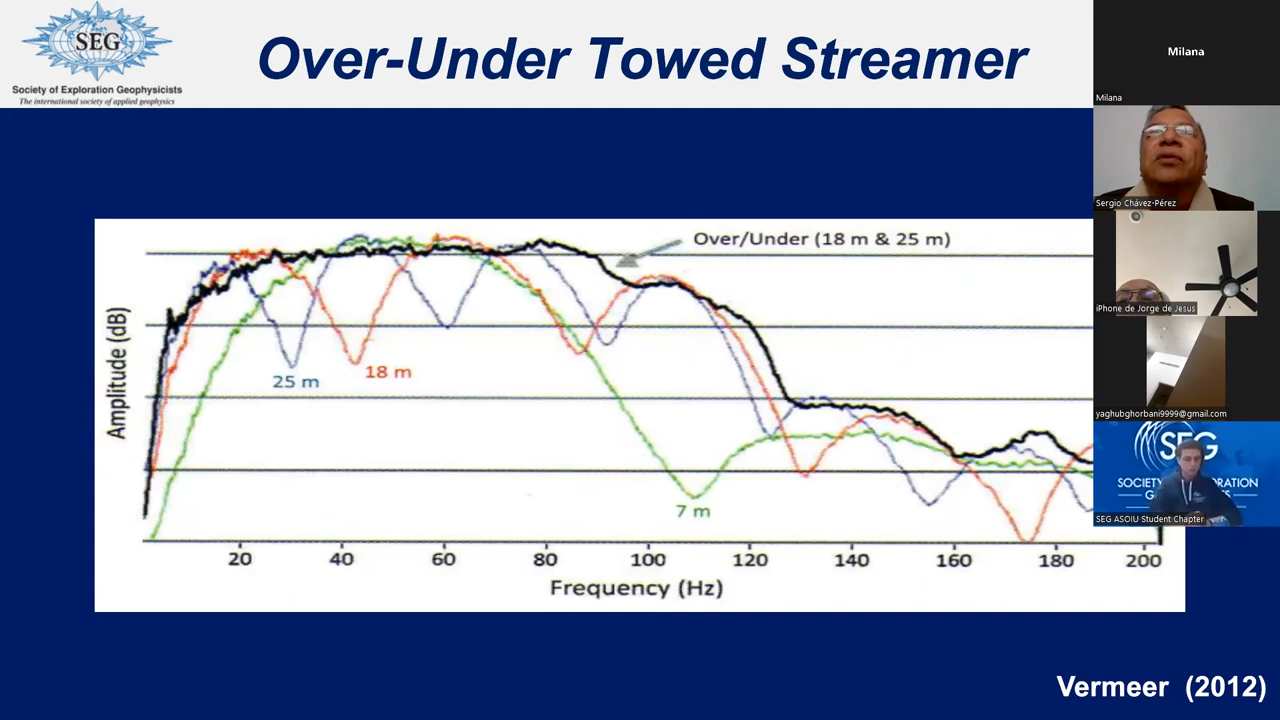 SEG
Society of Exploration Geophysicists
The international society of applied geophysics
Over-Under Towed Streamer
Over/Under (18 m & 25 m)
Amplitude (dB)
25 m
18 m
7 m
20 40 60 80 100 120 140 160 180 200
Frequency (Hz)
Vermeer (2012)
Milana
Milana
Sergio Chávez-Pérez
iPhone de Jorge de Jesus
yaghubghorbani9999@gmail.com
SEG
SEG ASOIU Student Chapter